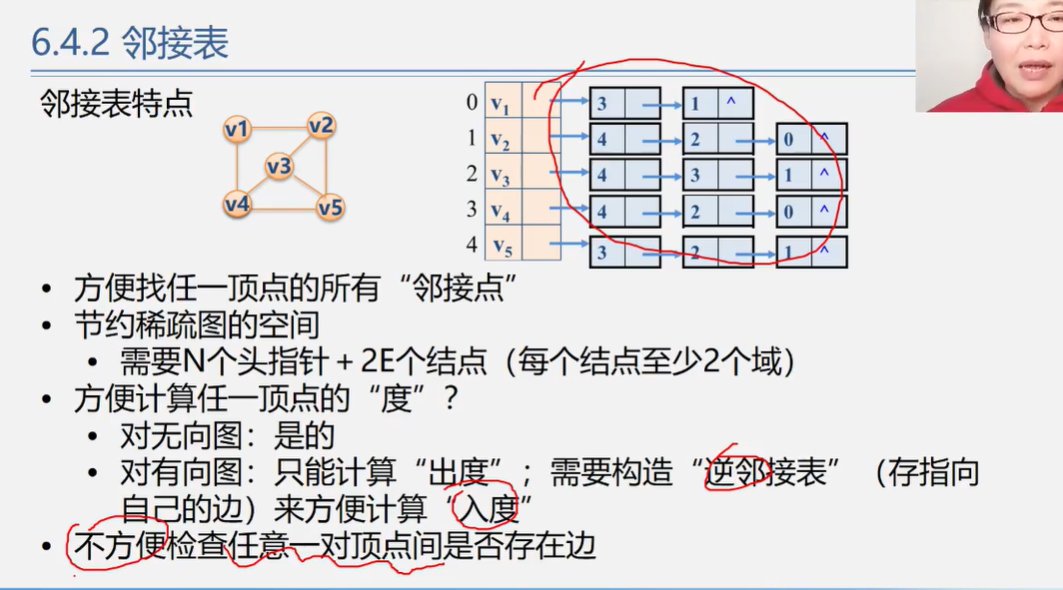 6.4.2 邻接表
邻接表特点
v1
v2
v3
v4
v5
0 v1 3 1 ^
1 v2 4 2 0 ^
2 v3 4 3 1 ^
3 v4 4 2 0 ^
4 v5 3 2 1 ^
• 方便找任一顶点的所有“邻接点”
• 节约稀疏图的空间
• 需要N个头指针＋2E个结点（每个结点至少2个域）
• 方便计算任一顶点的“度”？
• 对无向图：是的
• 对有向图：只能计算“出度”；需要构造“逆邻接表”（存指向
自己的边）来方便计算“入度”
• 不方便检查任意一对顶点间是否存在边